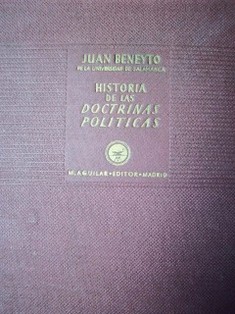 JUAN BENEYTO
DE LA UNIVERSIDAD DE SALAMANCA
HISTORIA
DE LAS
DOCTRINAS
POLITICAS
M. AGUILAR - EDITOR - MADRID